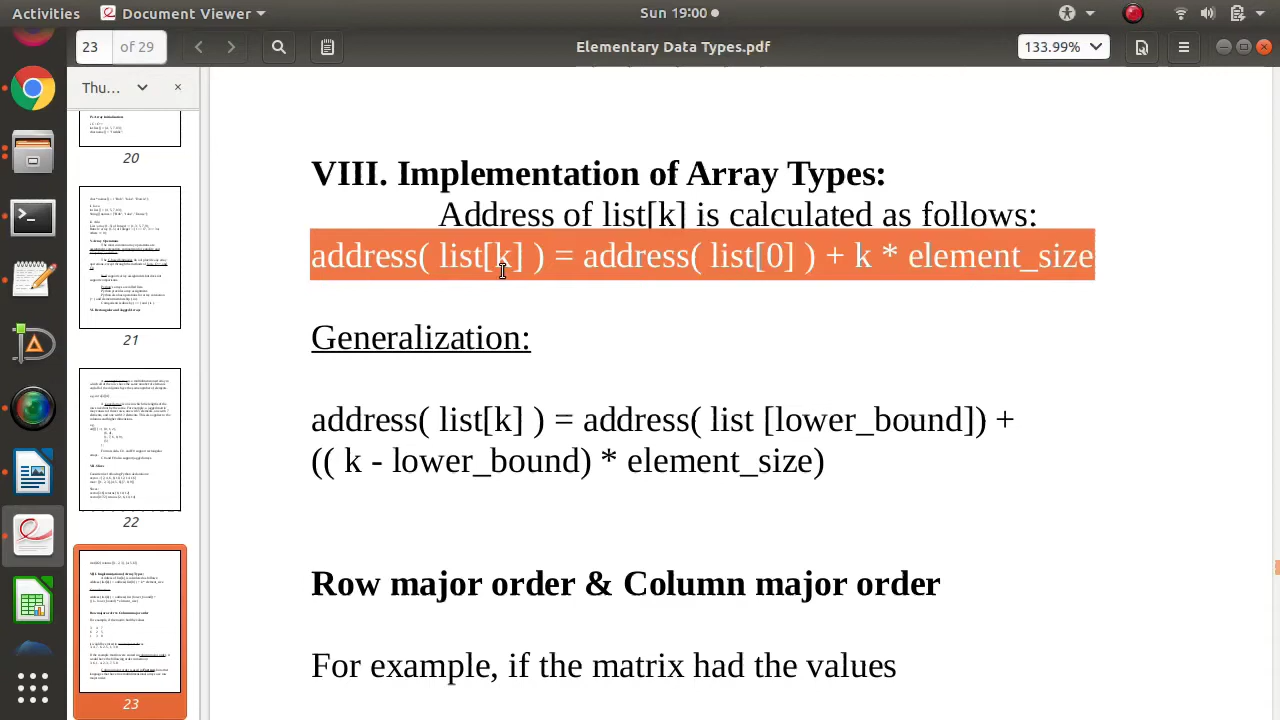 Activities Document Viewer Sun 19:00
23 of 29 Elementary Data Types.pdf 133.99%
Thu...
20
21
22
23
VIII. Implementation of Array Types:
Address of list[k] is calculated as follows:
address( list[k] ) = address( list[0] ) + k * element_size
Generalization:
address( list[k] ) = address( list [lower_bound]) +
(( k - lower_bound) * element_size)
Row major order & Column major order
For example, if the matrix had the values